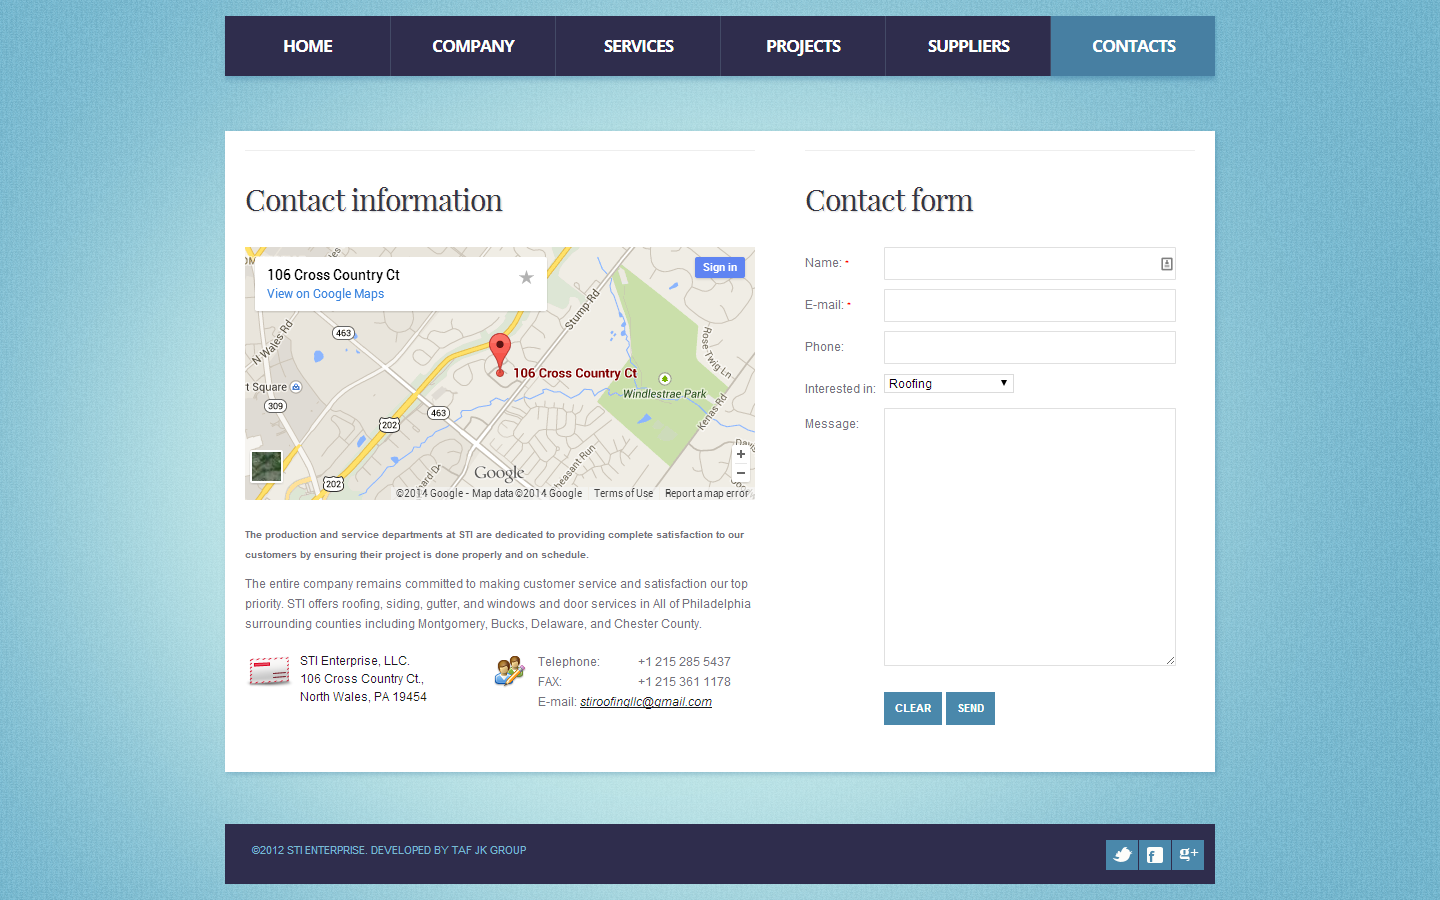 HOME
COMPANY
SERVICES
PROJECTS
SUPPLIERS
CONTACTS
Contact information
106 Cross Country Ct
View on Google Maps
Sign in
N Wales Rd
463
Stump Rd
Rose Twig Ln
106 Cross Country Ct
t Square
309
463
202
Windlestrae Park
Kenas Rd
202
Google
©2014 Google - Map data ©2014 Google
Terms of Use
Report a map error
The production and service departments at STI are dedicated to providing complete satisfaction to our
customers by ensuring their project is done properly and on schedule.
The entire company remains committed to making customer service and satisfaction our top
priority. STI offers roofing, siding, gutter, and windows and door services in All of Philadelphia
surrounding counties including Montgomery, Bucks, Delaware, and Chester County.
STI Enterprise, LLC.
106 Cross Country Ct.,
North Wales, PA 19454
Telephone: +1 215 285 5437
FAX: +1 215 361 1178
E-mail: stiroofingllc@gmail.com
Contact form
Name: *
E-mail: *
Phone:
Interested in: Roofing
Message:
CLEAR
SEND
©2012 STI ENTERPRISE. DEVELOPED BY TAF JK GROUP
g+